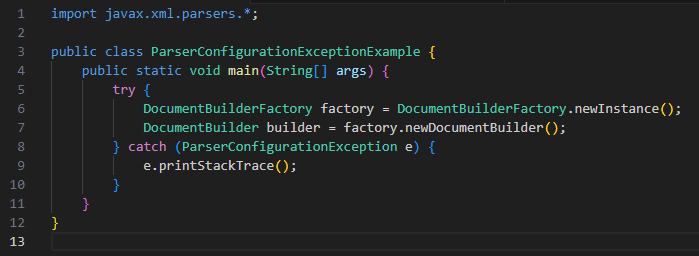 1 import javax.xml.parsers.*;
2
3 public class ParserConfigurationExceptionExample {
4     public static void main(String[] args) {
5         try {
6             DocumentBuilderFactory factory = DocumentBuilderFactory.newInstance();
7             DocumentBuilder builder = factory.newDocumentBuilder();
8         } catch (ParserConfigurationException e) {
9             e.printStackTrace();
10         }
11     }
12 }
13